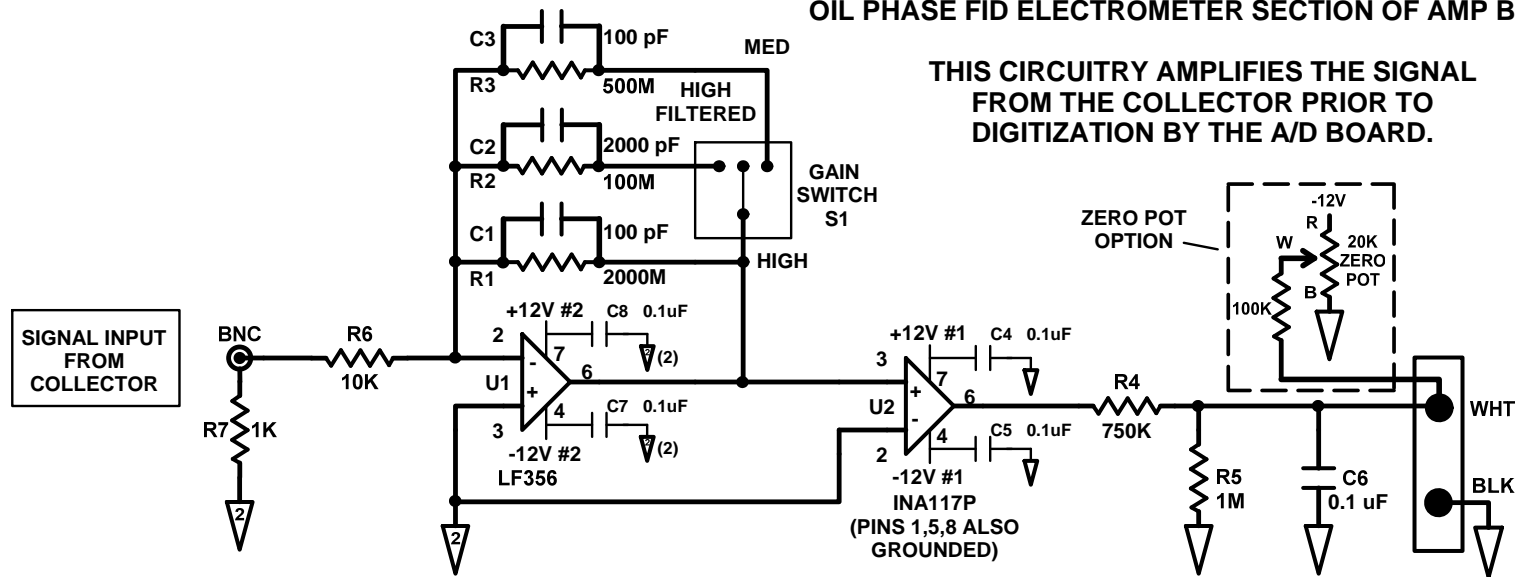 OIL PHASE FID ELECTROMETER SECTION OF AMP B
THIS CIRCUITRY AMPLIFIES THE SIGNAL
FROM THE COLLECTOR PRIOR TO
DIGITIZATION BY THE A/D BOARD.
C3
100 pF
MED
R3
500M
HIGH
FILTERED
C2
2000 pF
R2
100M
GAIN
SWITCH
S1
C1
100 pF
R1
2000M
HIGH
ZERO POT
OPTION
-12V
R
W
20K
ZERO
POT
B
100K
SIGNAL INPUT
FROM
COLLECTOR
BNC
R6
10K
R7
1K
2
+12V #2
C8 0.1uF
2
(2)
2
7
-
U1
+
6
4
3
C7 0.1uF
2
(2)
-12V #2
LF356
2
+12V #1
C4 0.1uF
3
7
+
U2
-
6
4
2
C5 0.1uF
-12V #1
INA117P
(PINS 1,5,8 ALSO
GROUNDED)
R4
750K
R5
1M
C6
0.1 uF
WHT
BLK